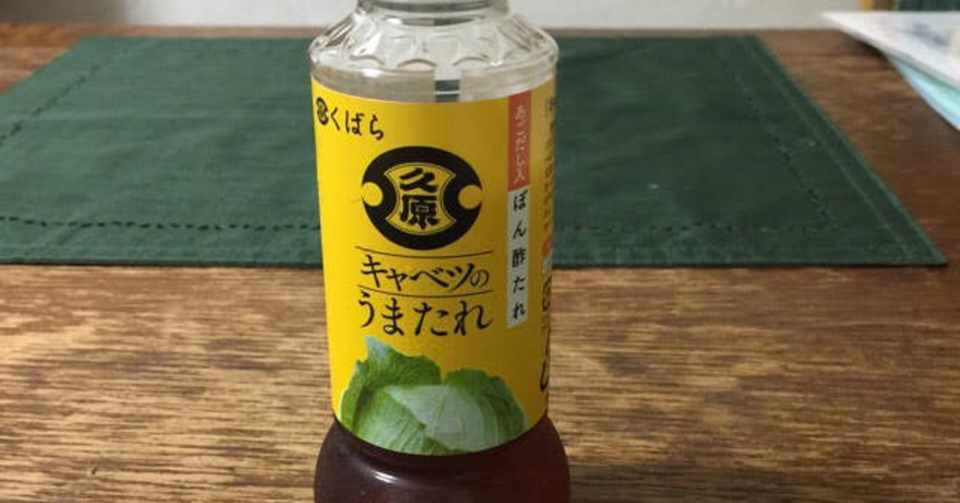 くばら
久原
キャベツの
うまたれ
あごだし入
ぽん酢たれ